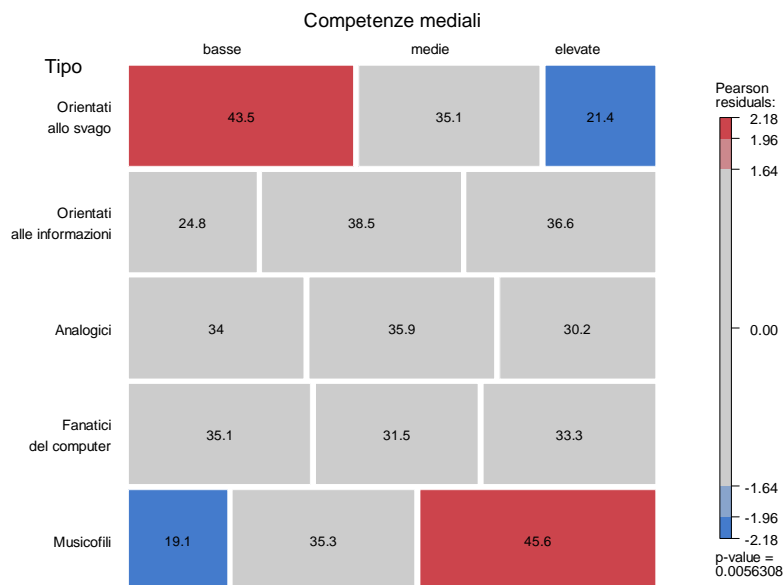 Competenze mediali
basse medie elevate
Tipo
Orientati
allo svago
43.5 35.1 21.4
Orientati
alle informazioni
24.8 38.5 36.6
Analogici
34 35.9 30.2
Fanatici
del computer
35.1 31.5 33.3
Musicofili
19.1 35.3 45.6
Pearson
residuals:
2.18
1.96
1.64
0.00
-1.64
-1.96
-2.18
p-value =
0.0056308